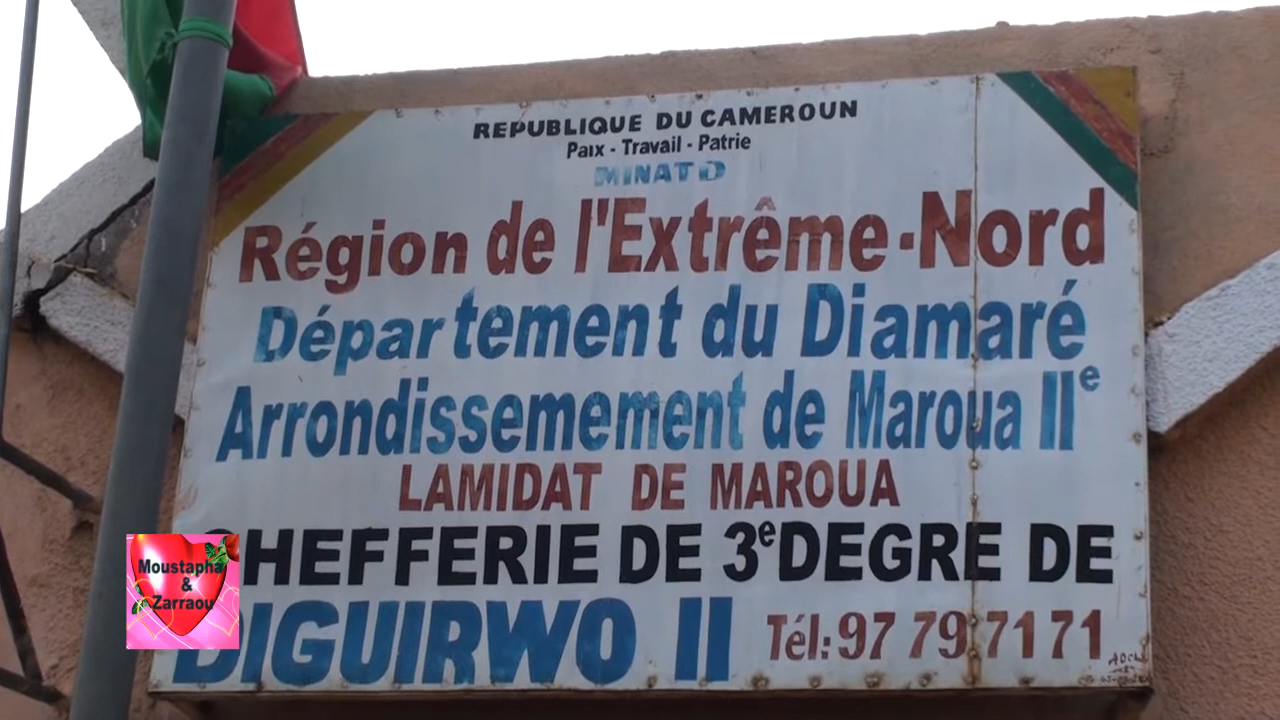 REPUBLIQUE DU CAMEROUN
Paix - Travail - Patrie
MINATD
Région de l'Extrême-Nord
Département du Diamaré
Arrondissemement de Maroua IIe
LAMIDAT DE MAROUA
CHEFFERIE DE 3e DEGRE DE
DIGUIRWO II Tél: 97 79 71 71
Moustapha
&
Zarraou